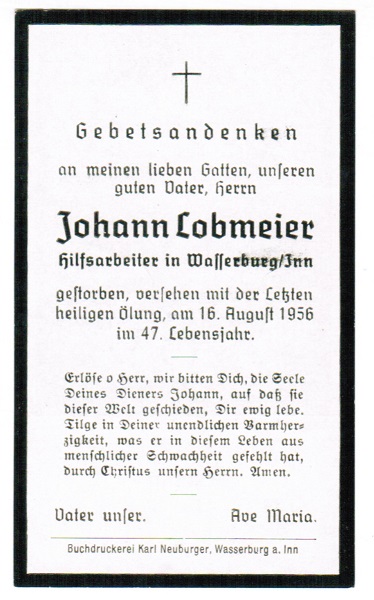 Gebetsandenken
an meinen lieben Gatten, unseren
guten Vater, Herrn
Johann Lobmeier
Hilfsarbeiter in Wasserburg/Inn
gestorben, versehen mit der Letzten
heiligen Ölung, am 16. August 1956
im 47. Lebensjahr.
Erlöse o Herr, wir bitten Dich, die Seele
Deines Dieners Johann, auf daß sie
dieser Welt geschieden, Dir ewig lebe.
Tilge in Deiner unendlichen Barmher-
zigkeit, was er in diesem Leben aus
menschlicher Schwachheit gefehlt hat,
durch Christus unsern Herrn. Amen.
Vater unser. Ave Maria.
Buchdruckerei Karl Neuburger, Wasserburg a. Inn